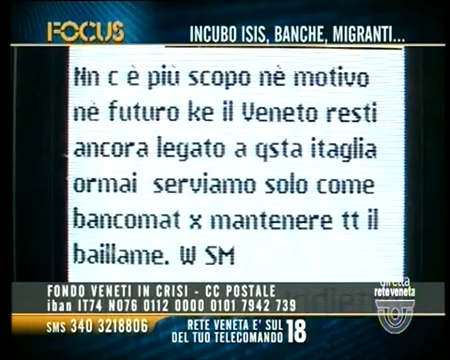 FOCUS
INCUBO ISIS, BANCHE, MIGRANTI...
Nn c è più scopo nè motivo
nè futuro ke il Veneto resti
ancora legato a qsta itaglia
ormai serviamo solo come
bancomat x mantenere tt il
baillame. W SM
diretta
reteveneta
FONDO VENETI IN CRISI - CC POSTALE
iban IT74 N076 0112 0000 0101 7942 739
SMS 340 3218806
RETE VENETA E' SUL
DEL TUO TELECOMANDO 18